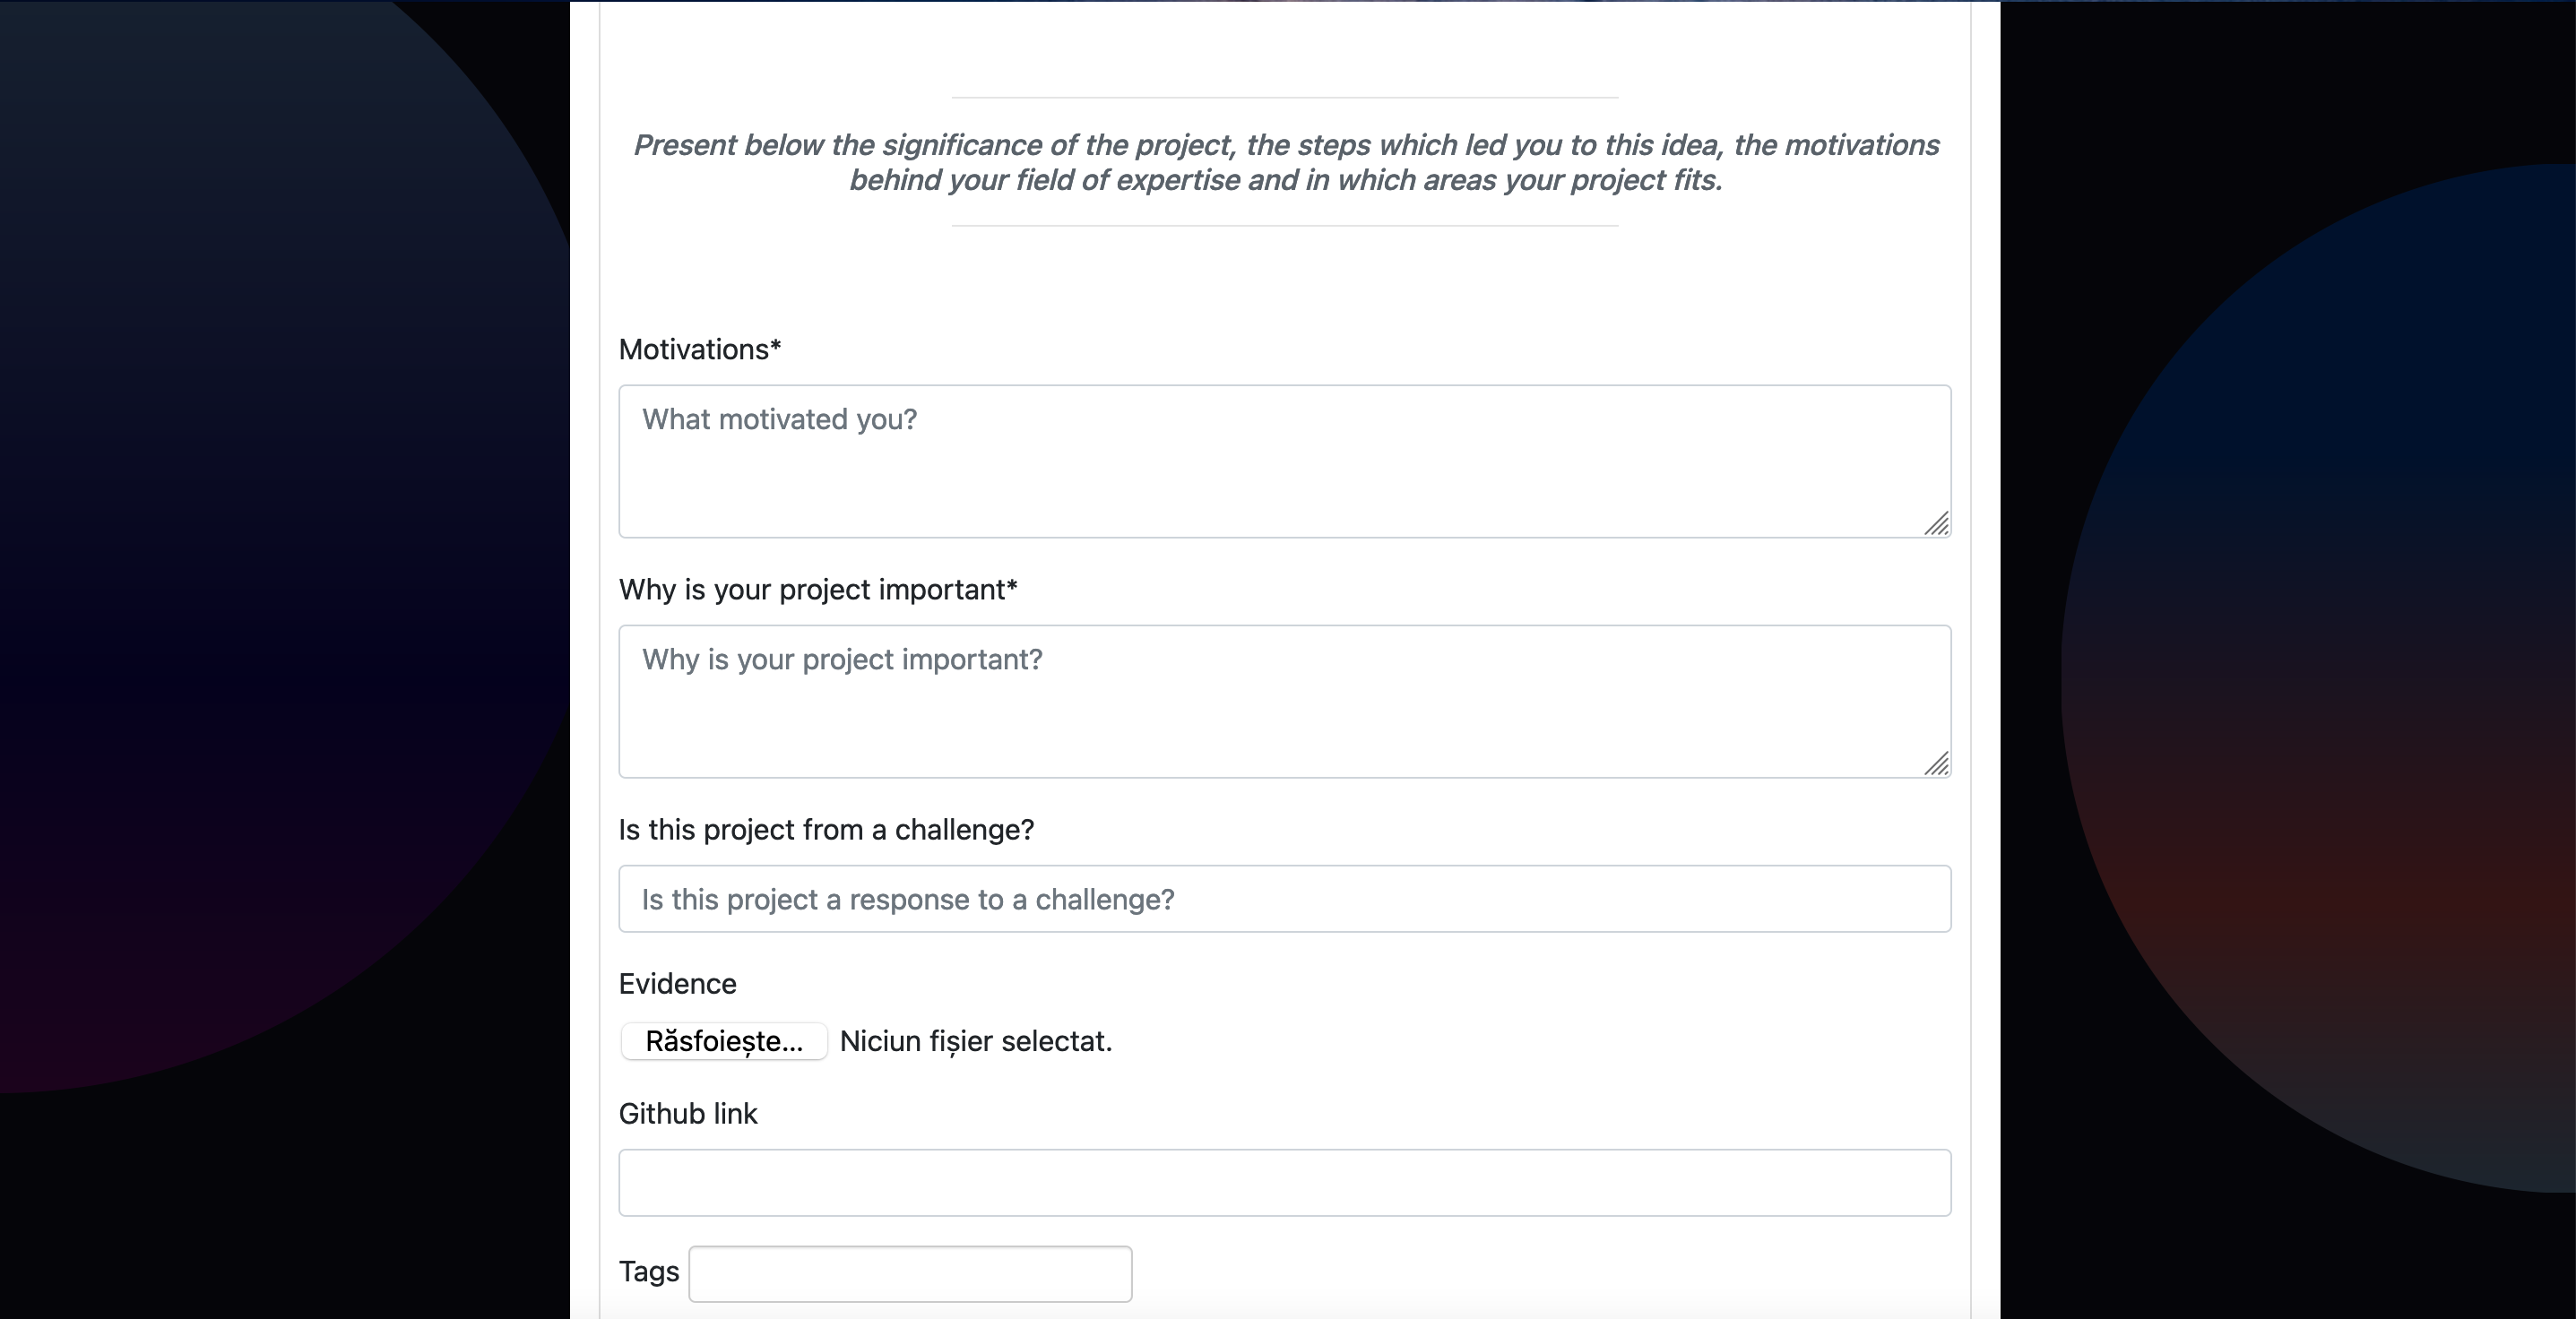 Present below the significance of the project, the steps which led you to this idea, the motivations
behind your field of expertise and in which areas your project fits.
Motivations*
What motivated you?
Why is your project important*
Why is your project important?
Is this project from a challenge?
Is this project a response to a challenge?
Evidence
Răsfoiește... Niciun fișier selectat.
Github link
Tags